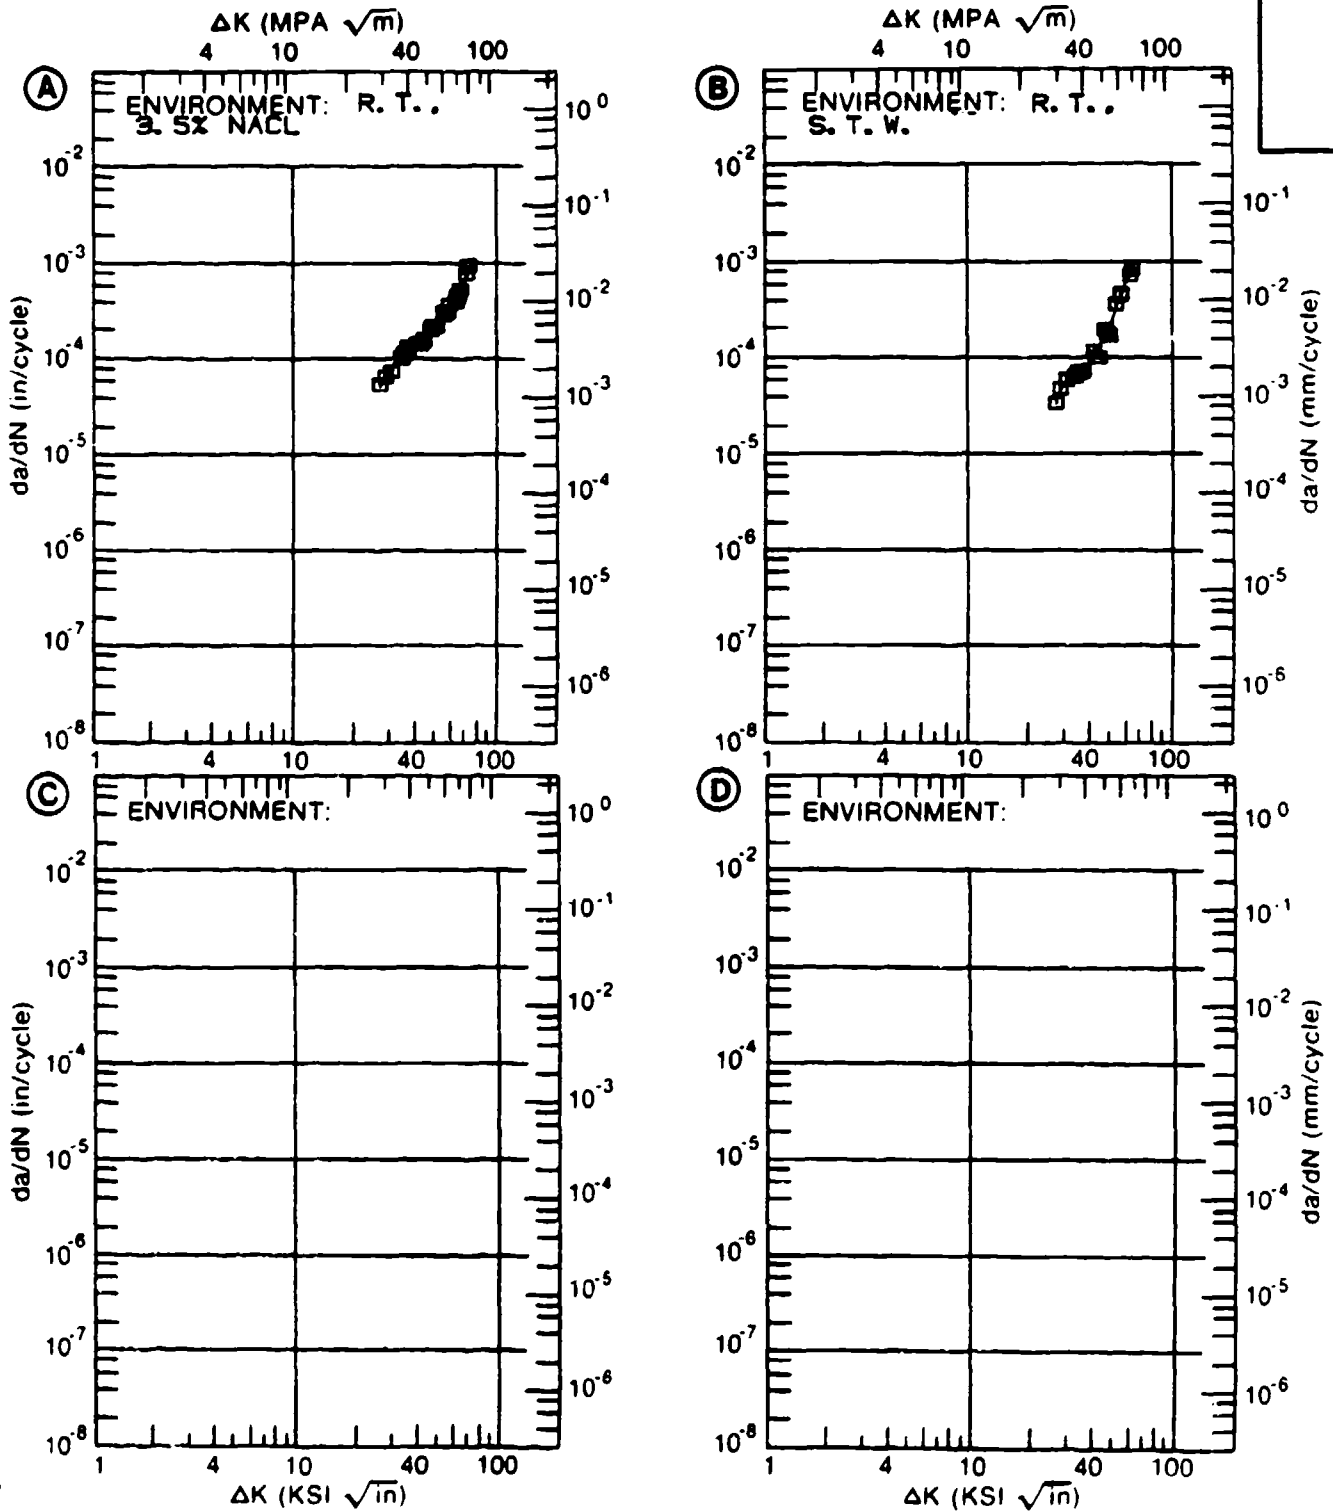 ΔK (MPA √m)
4 10 40 100
A
ENVIRONMENT: R. T. ,
3. 5% NACL
10^0
10^-2
10^-1
10^-3
10^-2
10^-4
10^-3
10^-5
10^-4
10^-6
10^-5
10^-7
10^-6
10^-8
1 4 10 40 100
da/dN (in/cycle)
ΔK (MPA √m)
4 10 40 100
B
ENVIRONMENT: R. T. ,
S. T. W.
10^-2
10^-1
10^-3
10^-2
10^-4
10^-3
10^-5
10^-4
10^-6
10^-5
10^-7
10^-6
10^-8
1 4 10 40 100
da/dN (mm/cycle)
C
ENVIRONMENT:
10^0
10^-2
10^-1
10^-3
10^-2
10^-4
10^-3
10^-5
10^-4
10^-6
10^-5
10^-7
10^-6
10^-8
1 4 10 40 100
da/dN (in/cycle)
ΔK (KSI √in)
D
ENVIRONMENT:
10^0
10^-2
10^-1
10^-3
10^-2
10^-4
10^-3
10^-5
10^-4
10^-6
10^-5
10^-7
10^-6
10^-8
1 4 10 40 100
da/dN (mm/cycle)
ΔK (KSI √in)